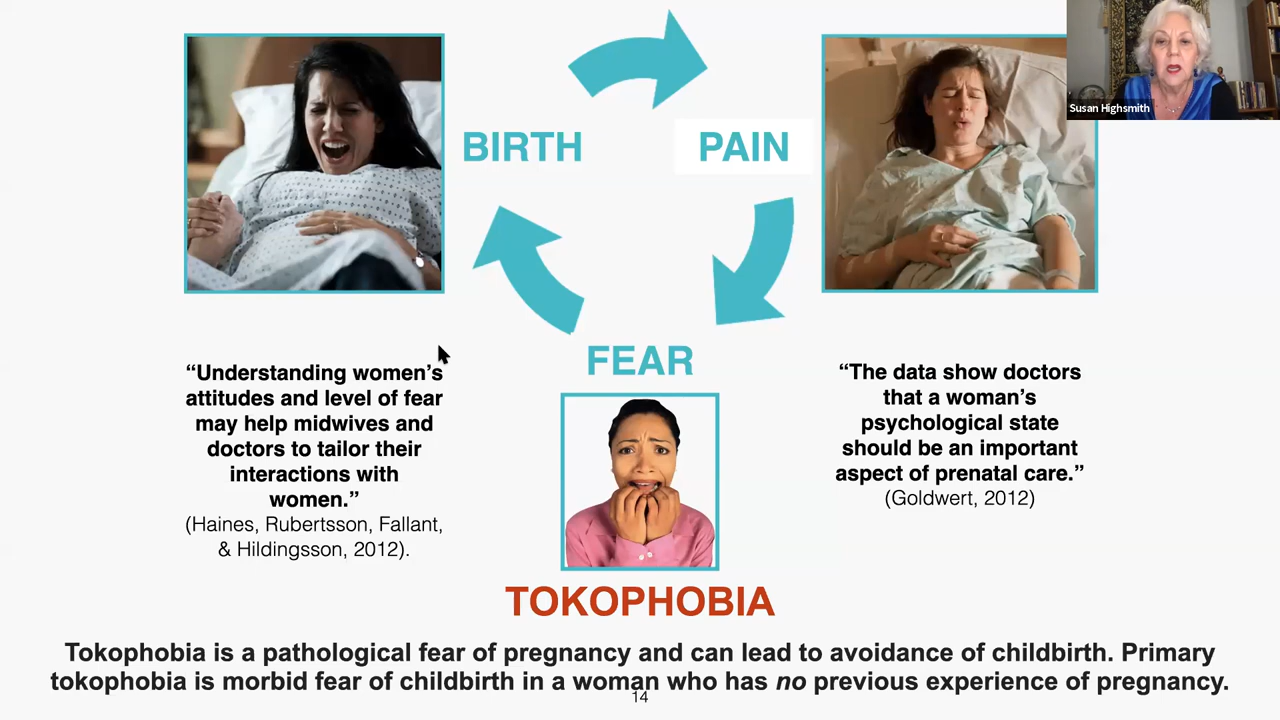 Susan Highsmith
BIRTH
PAIN
FEAR
“Understanding women’s
attitudes and level of fear
may help midwives and
doctors to tailor their
interactions with
women.”
(Haines, Rubertsson, Fallant,
& Hildingsson, 2012).
“The data show doctors
that a woman’s
psychological state
should be an important
aspect of prenatal care.”
(Goldwert, 2012)
TOKOPHOBIA
Tokophobia is a pathological fear of pregnancy and can lead to avoidance of childbirth. Primary
tokophobia is morbid fear of childbirth in a woman who has no previous experience of pregnancy.
14